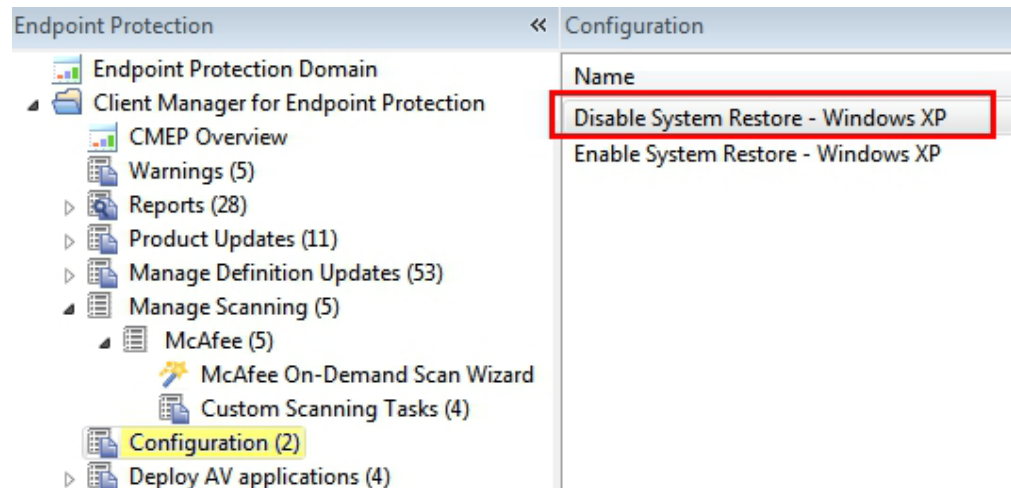 Endpoint Protection
Endpoint Protection Domain
Client Manager for Endpoint Protection
CMEP Overview
Warnings (5)
Reports (28)
Product Updates (11)
Manage Definition Updates (53)
Manage Scanning (5)
McAfee (5)
McAfee On-Demand Scan Wizard
Custom Scanning Tasks (4)
Configuration (2)
Deploy AV applications (4)
Configuration
Name
Disable System Restore - Windows XP
Enable System Restore - Windows XP